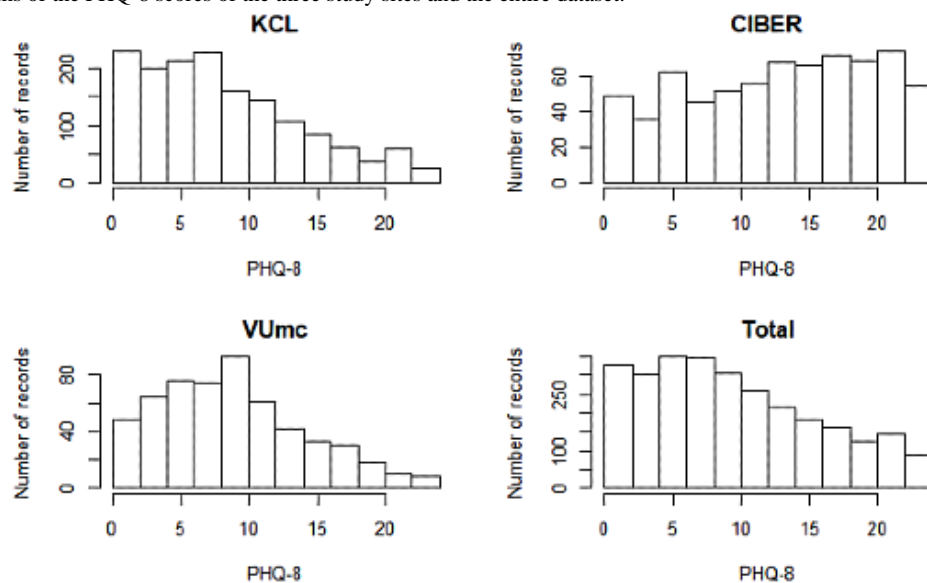 ns of the PHQ-8 scores of the three study sites and the entire dataset.
KCL
Number of records
0 100 200
0 5 10 15 20
PHQ-8
CIBER
Number of records
0 20 40 60
0 5 10 15 20
PHQ-8
VUmc
Number of records
0 40 80
0 5 10 15 20
PHQ-8
Total
Number of records
0 100 250
0 5 10 15 20
PHQ-8